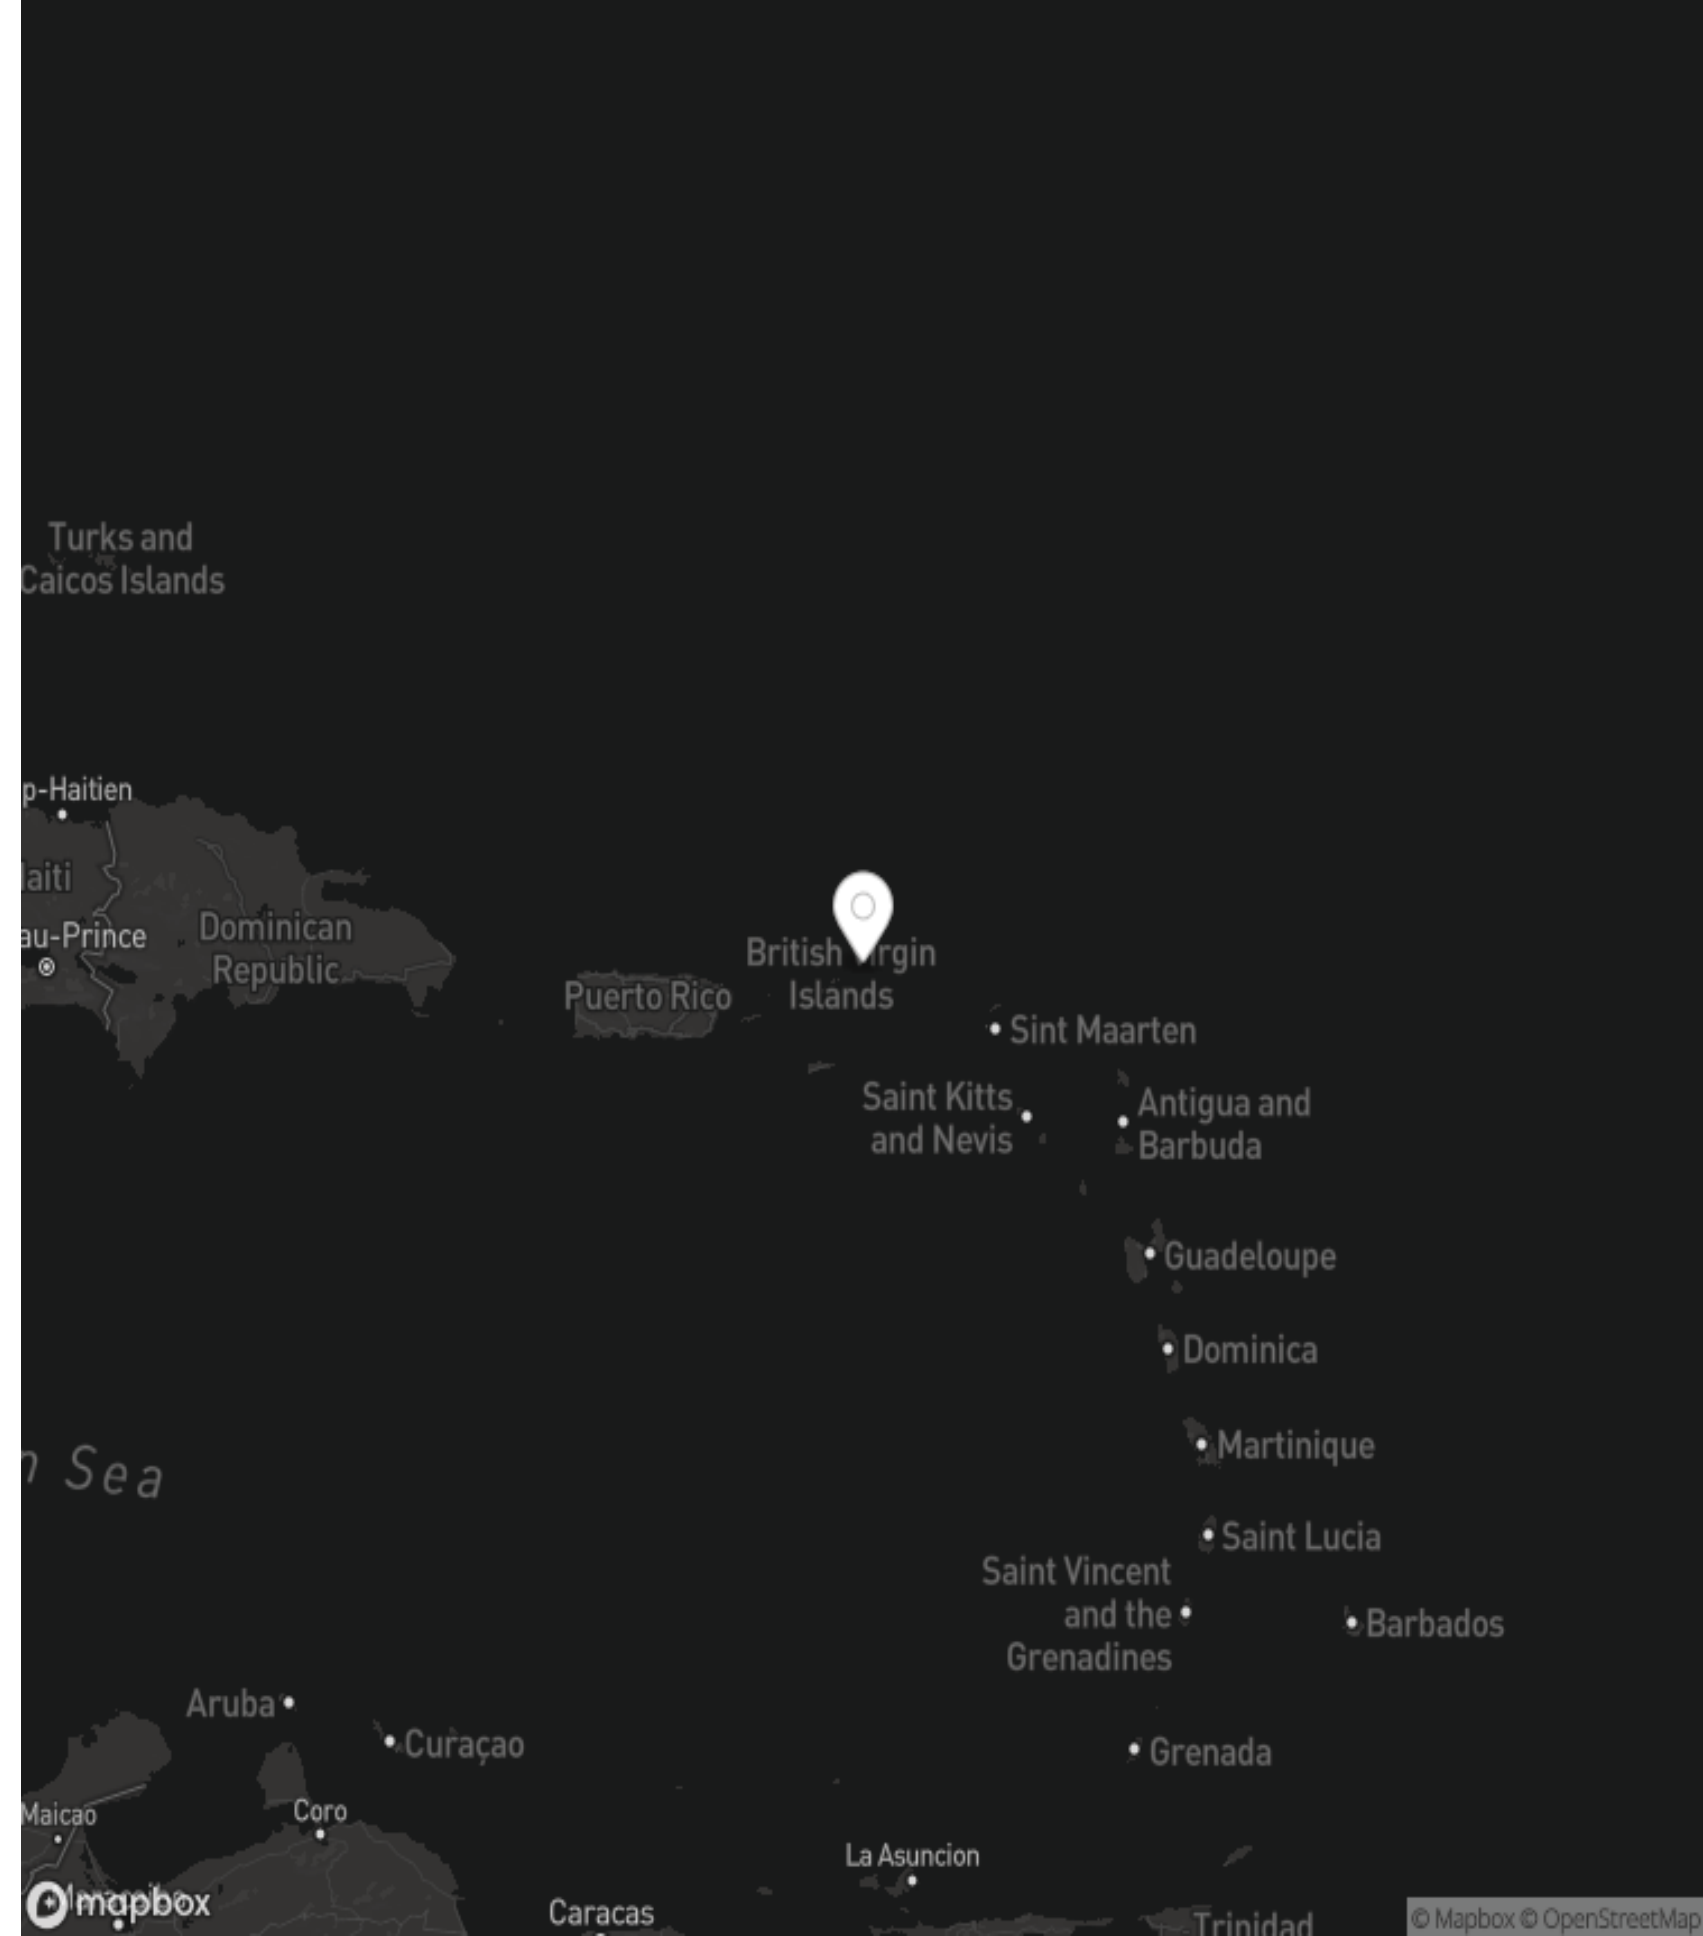 Turks and
Caicos Islands
p-Haitien
laiti
au-Prince
Dominican
Republic
British
rgin
Islands
Puerto Rico
Sint Maarten
Saint Kitts
and Nevis
Antigua and
Barbuda
Guadeloupe
Dominica
Martinique
n Sea
Saint Lucia
Saint Vincent
and the
Grenadines
Barbados
Aruba
Curaçao
Grenada
Maicao
Coro
La Asuncion
mapbox
Caracas
Trinidad
© Mapbox © OpenStreetMap